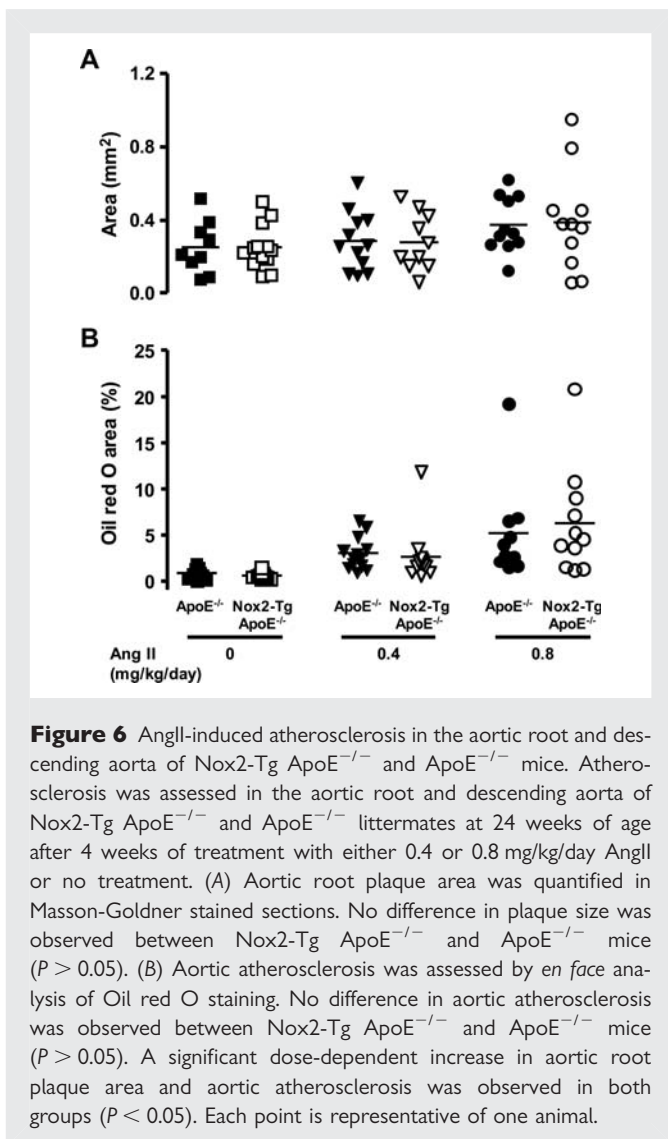 A
1.2
0.8
0.4
0.0
Area (mm²)
B
25
20
15
10
5
0
Oil red O area (%)
ApoE⁻/⁻ Nox2-Tg ApoE⁻/⁻ ApoE⁻/⁻ Nox2-Tg ApoE⁻/⁻ ApoE⁻/⁻ Nox2-Tg ApoE⁻/⁻
Ang II 0 0.4 0.8
(mg/kg/day)
Figure 6 AngII-induced atherosclerosis in the aortic root and des-
cending aorta of Nox2-Tg ApoE⁻/⁻ and ApoE⁻/⁻ mice. Athero-
sclerosis was assessed in the aortic root and descending aorta of
Nox2-Tg ApoE⁻/⁻ and ApoE⁻/⁻ littermates at 24 weeks of age
after 4 weeks of treatment with either 0.4 or 0.8 mg/kg/day AngII
or no treatment. (A) Aortic root plaque area was quantified in
Masson-Goldner stained sections. No difference in plaque size was
observed between Nox2-Tg ApoE⁻/⁻ and ApoE⁻/⁻ mice
(P > 0.05). (B) Aortic atherosclerosis was assessed by en face ana-
lysis of Oil red O staining. No difference in aortic atherosclerosis
was observed between Nox2-Tg ApoE⁻/⁻ and ApoE⁻/⁻ mice
(P > 0.05). A significant dose-dependent increase in aortic root
plaque area and aortic atherosclerosis was observed in both
groups (P < 0.05). Each point is representative of one animal.